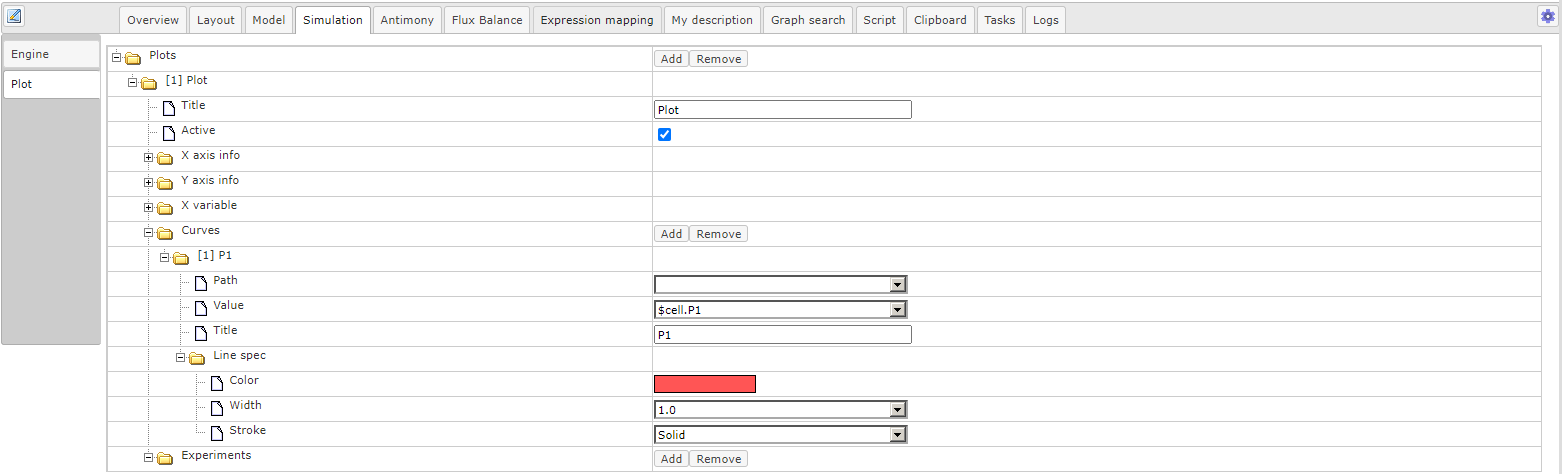 Overview Layout Model Simulation Antimony Flux Balance Expression mapping My description Graph search Script Clipboard Tasks Logs
Engine
Plot
Plots Add Remove
[1] Plot
Title Plot
Active
X axis info
Y axis info
X variable
Curves Add Remove
[1] P1
Path
Value $cell.P1
Title P1
Line spec
Color
Width 1.0
Stroke Solid
Experiments Add Remove